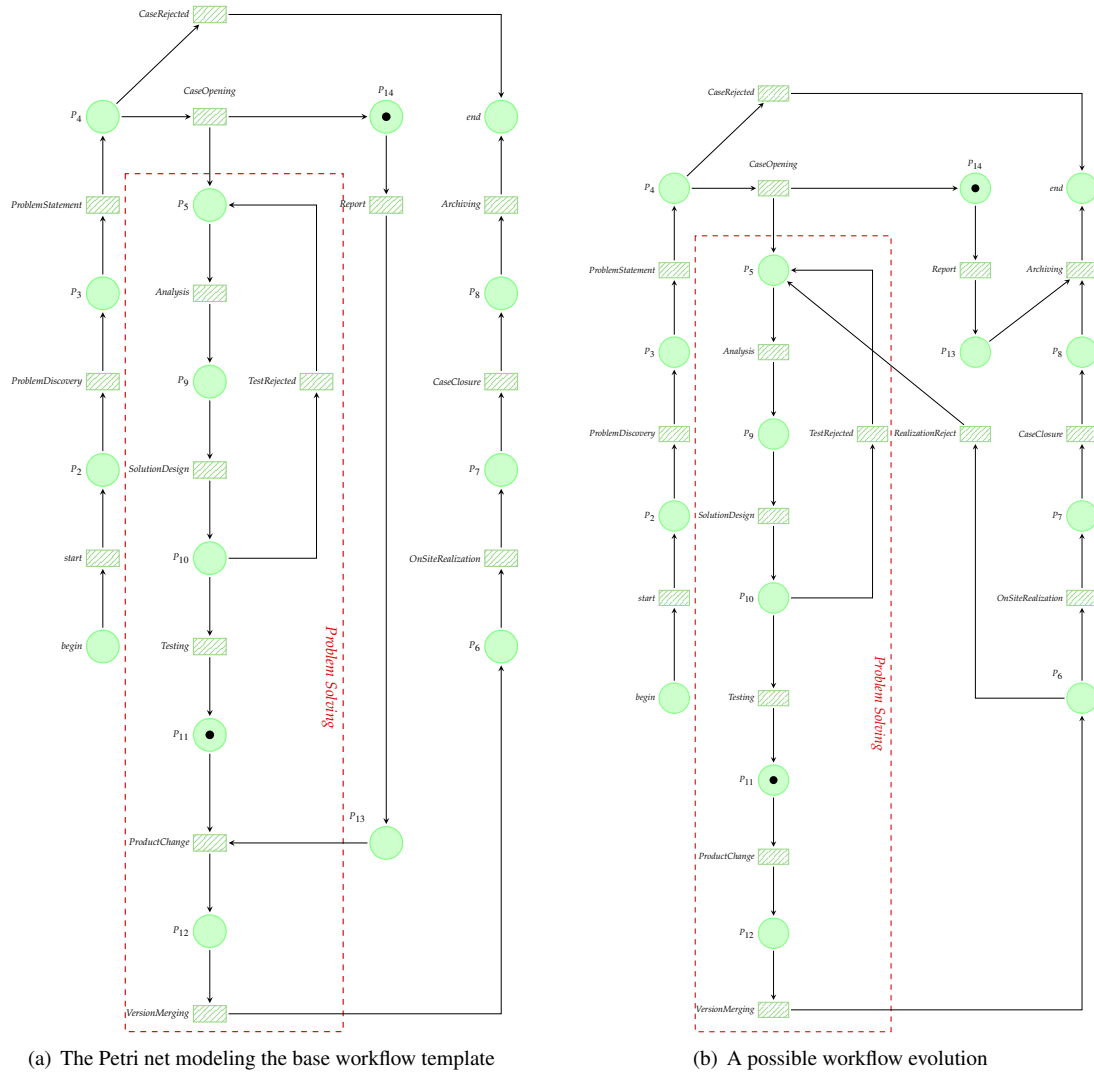 CaseRejected
CaseOpening
P14
P4
end
ProblemStatement
P5
Report
Archiving
P3
Analysis
P8
ProblemDiscovery
P9
TestRejected
CaseClosure
P2
SolutionDesign
P7
start
P10
OnSiteRealization
begin
Testing
P6
Problem Solving
P11
P13
ProductChange
P12
VersionMerging
(a) The Petri net modeling the base workflow template
CaseRejected
CaseOpening
P14
P4
end
ProblemStatement
P5
Report
Archiving
P3
Analysis
P13
P8
ProblemDiscovery
P9
TestRejected
RealizationReject
CaseClosure
P2
SolutionDesign
P7
start
P10
OnSiteRealization
begin
Testing
P6
Problem Solving
P11
ProductChange
P12
VersionMerging
(b) A possible workflow evolution